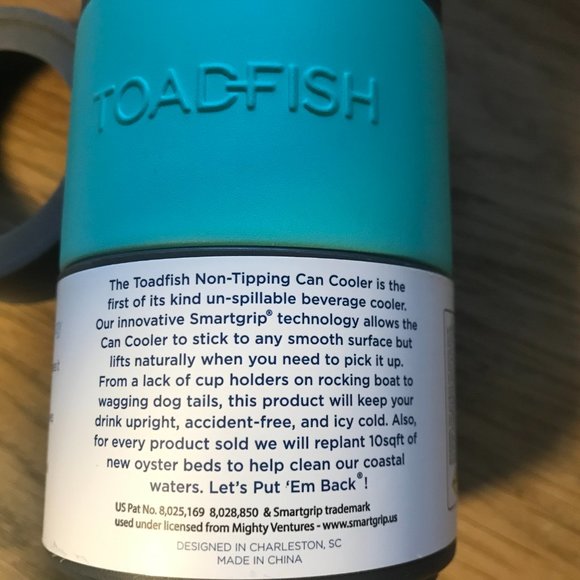 TOADFISH
The Toadfish Non-Tipping Can Cooler is the
first of its kind un-spillable beverage cooler.
Our innovative Smartgrip® technology allows the
Can Cooler to stick to any smooth surface but
lifts naturally when you need to pick it up.
From a lack of cup holders on rocking boat to
wagging dog tails, this product will keep your
drink upright, accident-free, and icy cold. Also,
for every product sold we will replant 10sqft of
new oyster beds to help clean our coastal
waters. Let's Put 'Em Back®!
US Pat No. 8,025,169 8,028,850 & Smartgrip trademark
used under licensed from Mighty Ventures - www.smartgrip.us
DESIGNED IN CHARLESTON, SC
MADE IN CHINA